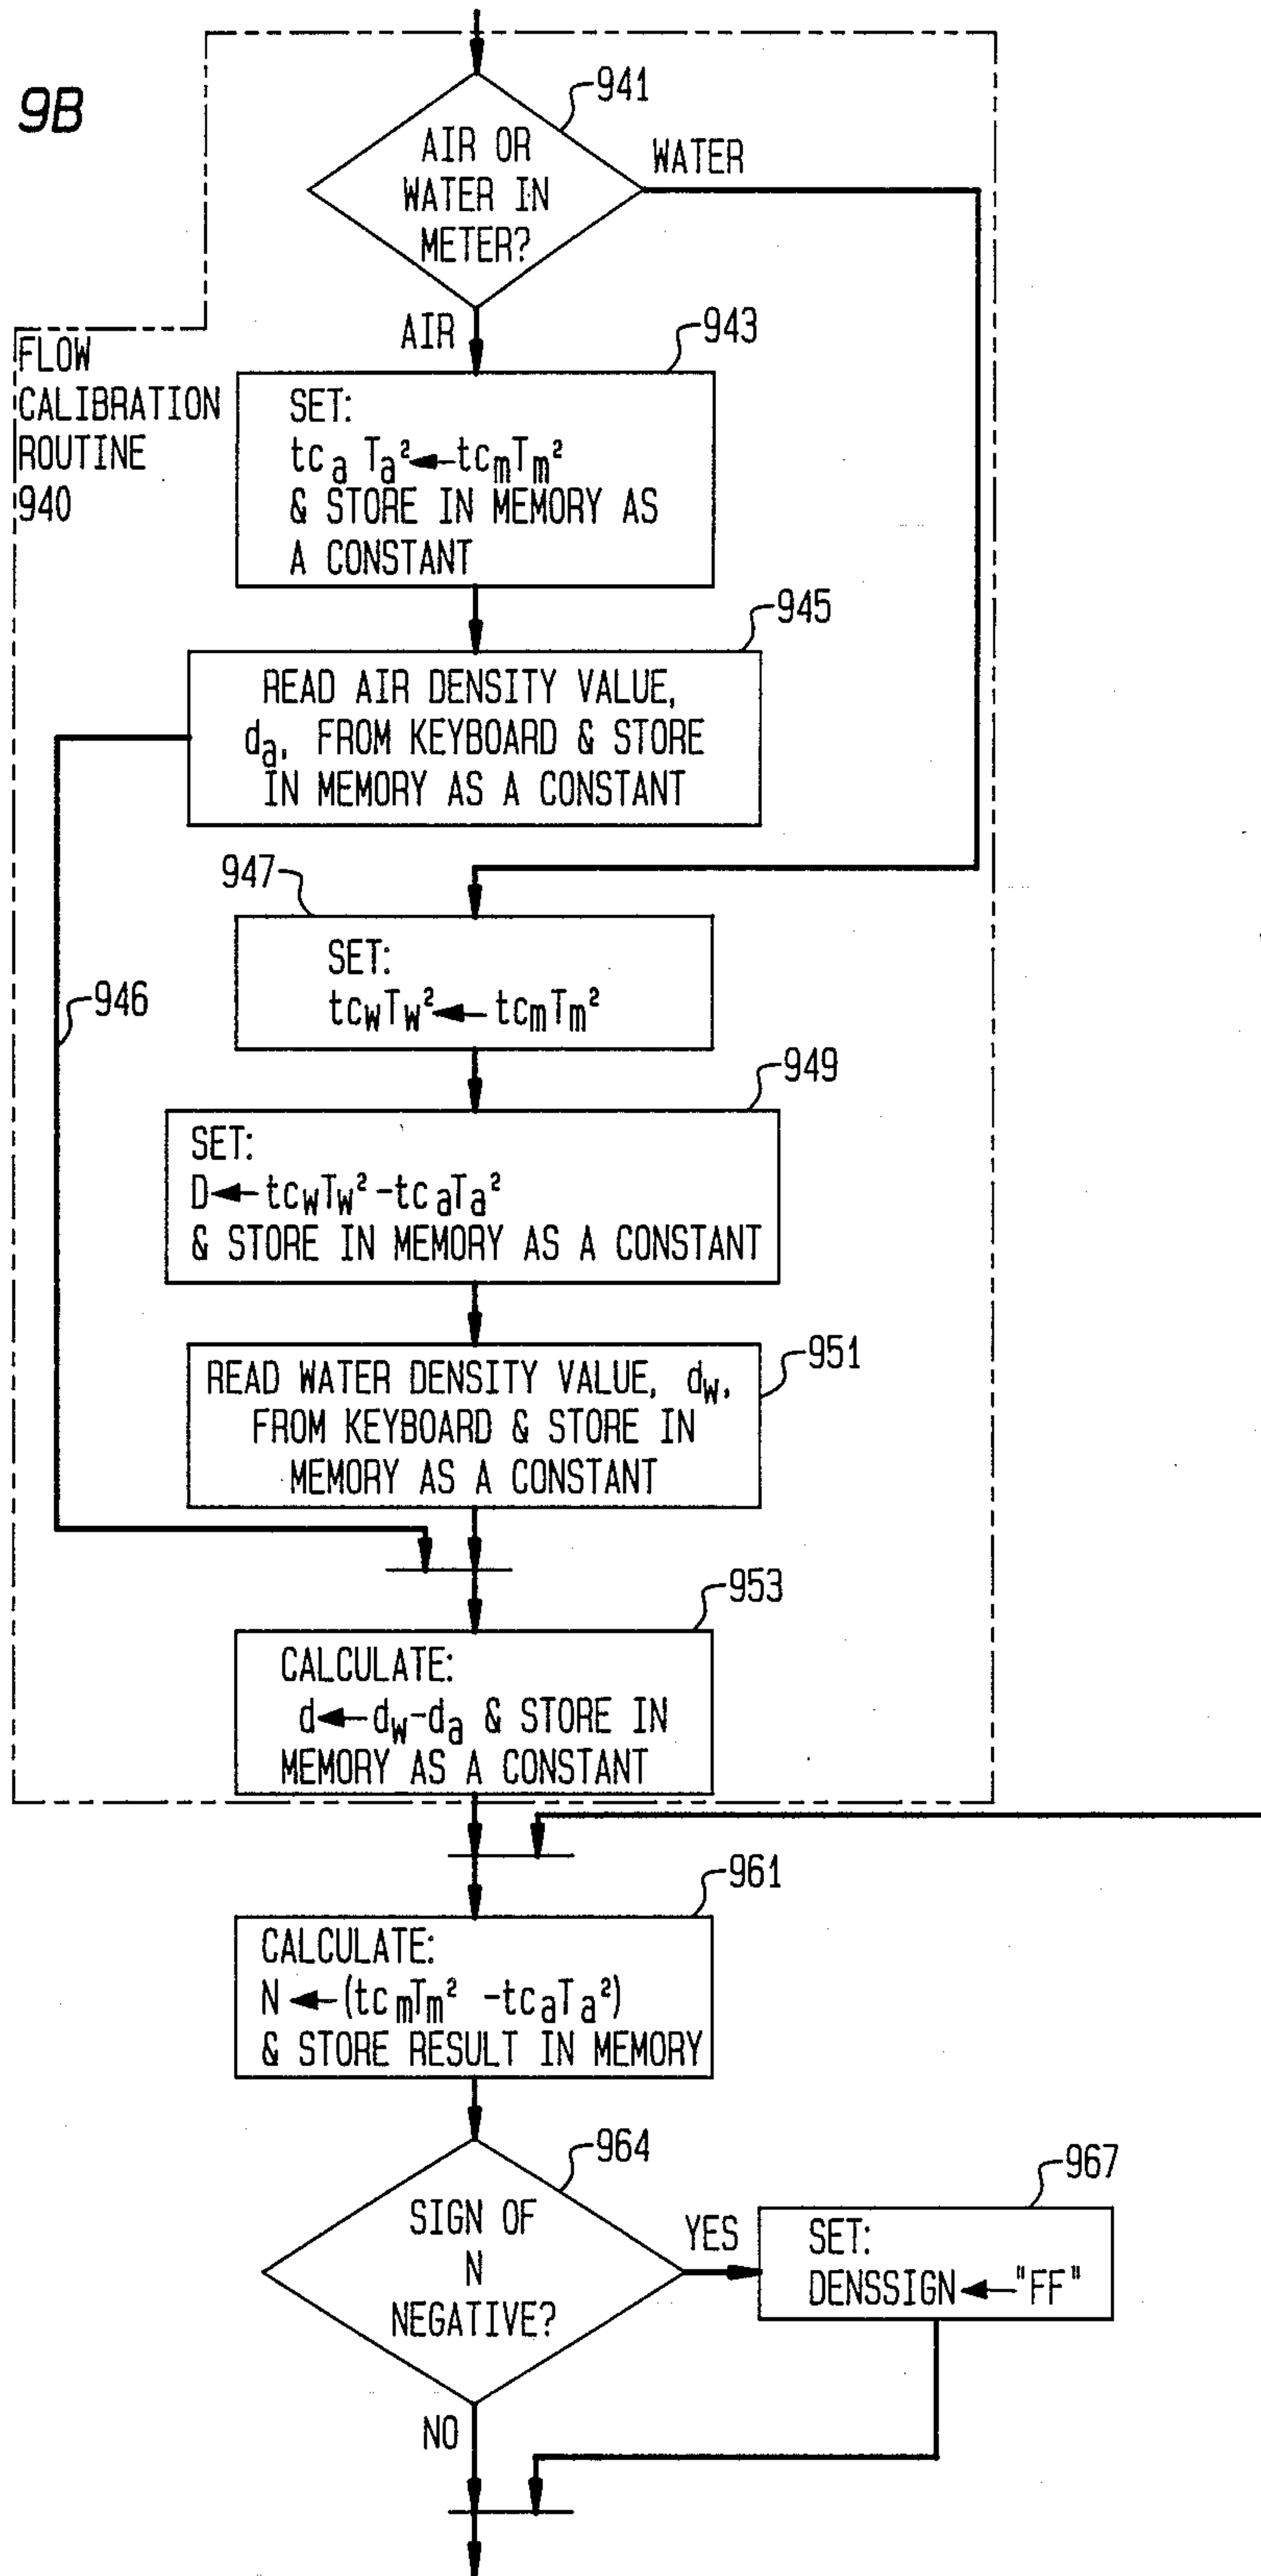 9B
941
AIR OR
WATER IN
METER?
WATER
AIR
FLOW
CALIBRATION
ROUTINE
940
943
SET:
tcₐ Tₐ²←tcₘTₘ²
& STORE IN MEMORY AS
A CONSTANT
945
READ AIR DENSITY VALUE,
dₐ, FROM KEYBOARD & STORE
IN MEMORY AS A CONSTANT
946
947
SET:
tc_wT_w²← tcₘTₘ²
949
SET:
D←tc_wT_w²-tcₐTₐ²
& STORE IN MEMORY AS A CONSTANT
951
READ WATER DENSITY VALUE, d_w,
FROM KEYBOARD & STORE IN
MEMORY AS A CONSTANT
953
CALCULATE:
d←d_w-dₐ & STORE IN
MEMORY AS A CONSTANT
961
CALCULATE:
N←(tcₘTₘ² -tcₐTₐ²)
& STORE RESULT IN MEMORY
964
SIGN OF
N
NEGATIVE?
YES
NO
967
SET:
DENSSIGN←"FF"